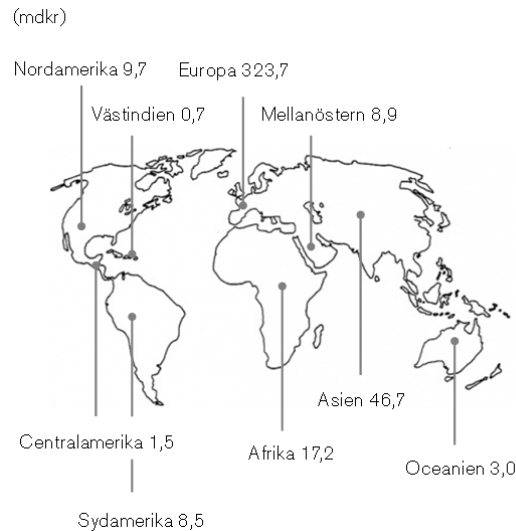 (mdkr)
Nordamerika 9,7
Europa 323,7
Västindien 0,7
Mellanöstern 8,9
Asien 46,7
Centralamerika 1,5
Afrika 17,2
Oceanien 3,0
Sydamerika 8,5